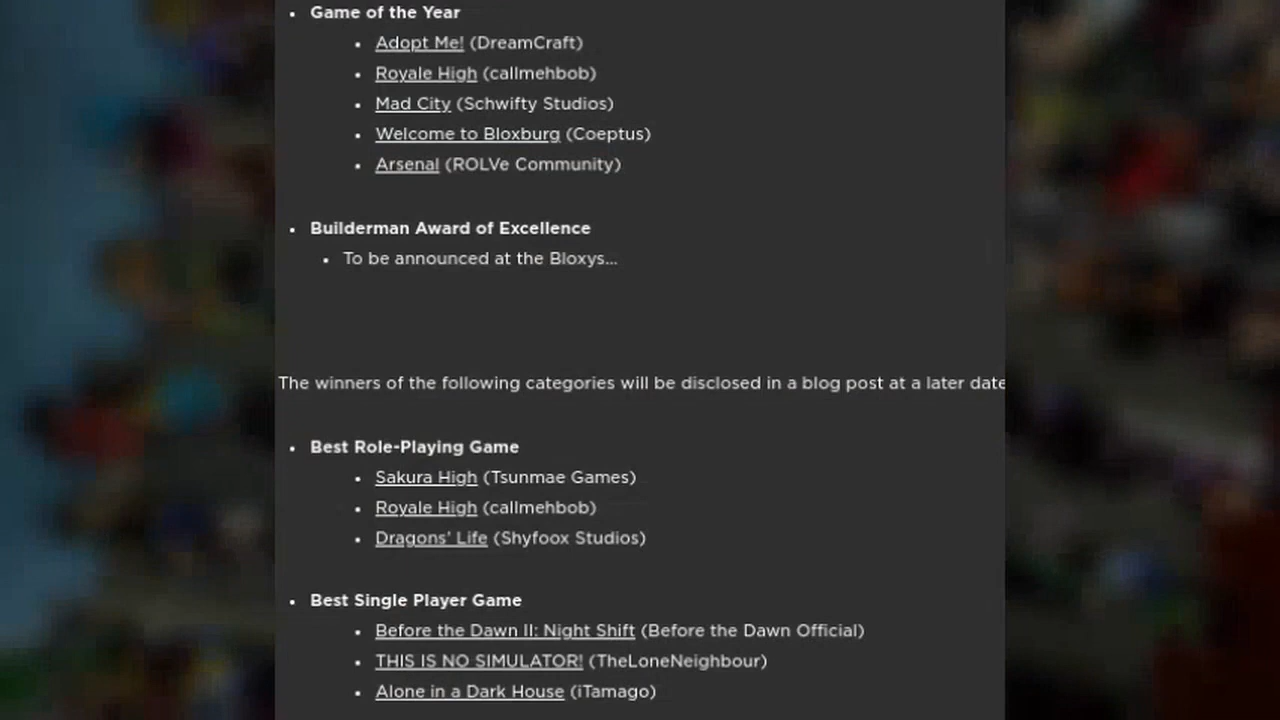 Game of the Year
Adopt Me! (DreamCraft)
Royale High (callmehbob)
Mad City (Schwifty Studios)
Welcome to Bloxburg (Coeptus)
Arsenal (ROLVe Community)
Builderman Award of Excellence
To be announced at the Bloxys...
The winners of the following categories will be disclosed in a blog post at a later date
Best Role-Playing Game
Sakura High (Tsunmae Games)
Royale High (callmehbob)
Dragons' Life (Shyfoox Studios)
Best Single Player Game
Before the Dawn II: Night Shift (Before the Dawn Official)
THIS IS NO SIMULATOR! (TheLoneNeighbour)
Alone in a Dark House (iTamago)